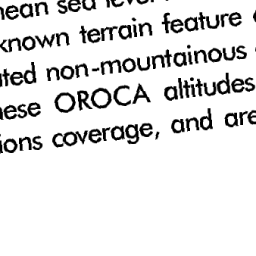 mean sea level
known terrain feature
ated non-mountainous
hese OROCA altitudes
ions coverage, and are